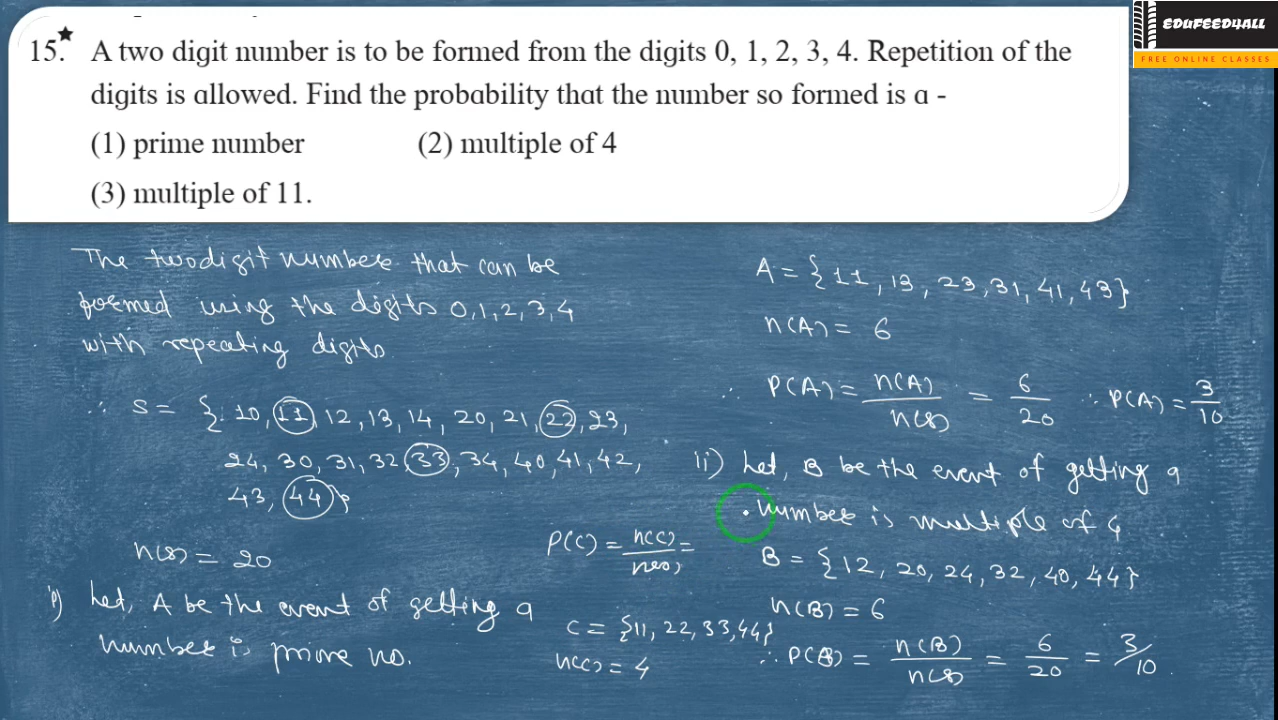 EDUFEED4ALL
FREE ONLINE CLASSES
15.★ A two digit number is to be formed from the digits 0, 1, 2, 3, 4. Repetition of the
digits is allowed. Find the probability that the number so formed is a -
(1) prime number (2) multiple of 4
(3) multiple of 11.
The twodigit number that can be
formed using the digits 0,1,2,3,4
with repeating digits
∴ S = {10, 11, 12, 13, 14, 20, 21, 22, 23,
24, 30, 31, 32, 33, 34, 40, 41, 42,
43, 44}
n(S) = 20
i) Let, A be the event of getting a
number is prime no.
A = {11, 13, 23, 31, 41, 43}
n(A) = 6
∴ P(A) = n(A)/n(S) = 6/20 ∴ P(A) = 3/10
ii) Let, B be the event of getting a
number is multiple of 4
B = {12, 20, 24, 32, 40, 44}
n(B) = 6
∴ P(B) = n(B)/n(S) = 6/20 = 3/10
P(C) = n(C)/n(S) =
C = {11, 22, 33, 44}
n(C) = 4